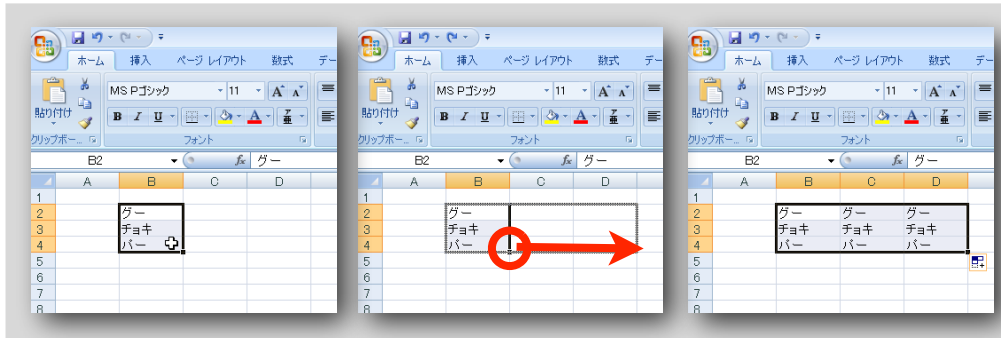 ホーム 挿入 ページ レイアウト 数式 デー
MS Pゴシック 11 A A
貼り付け B I U A 亜
クリップボー... フォント
B2 fx グー
A B C D
1
2 グー
3 チョキ
4 パー
5
6
7
8
ホーム 挿入 ページ レイアウト 数式 デー
MS Pゴシック 11 A A
貼り付け B I U A 亜
クリップボー... フォント
B2 fx グー
A B C D
1
2 グー
3 チョキ
4 パー
5
6
7
8
ホーム 挿入 ページ レイアウト 数式 デー
MS Pゴシック 11 A A
貼り付け B I U A 亜
クリップボー... フォント
B2 fx グー
A B C D
1
2 グー グー グー
3 チョキ チョキ チョキ
4 パー パー パー
5
6
7
8